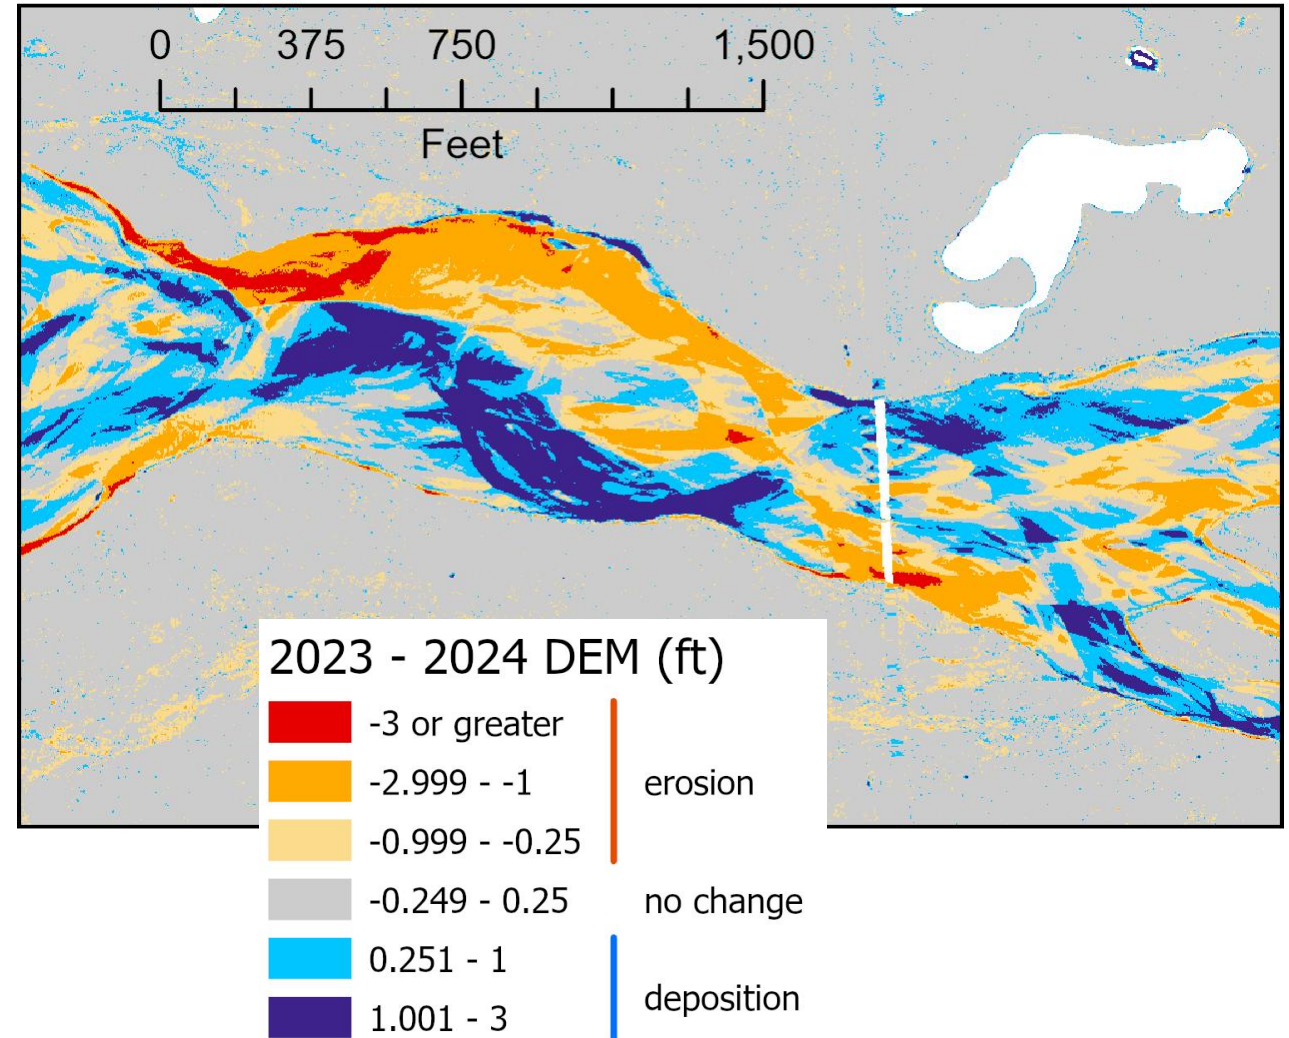 0 375 750 1,500
Feet
2023 - 2024 DEM (ft)
-3 or greater
-2.999 - -1
erosion
-0.999 - -0.25
-0.249 - 0.25
no change
0.251 - 1
deposition
1.001 - 3